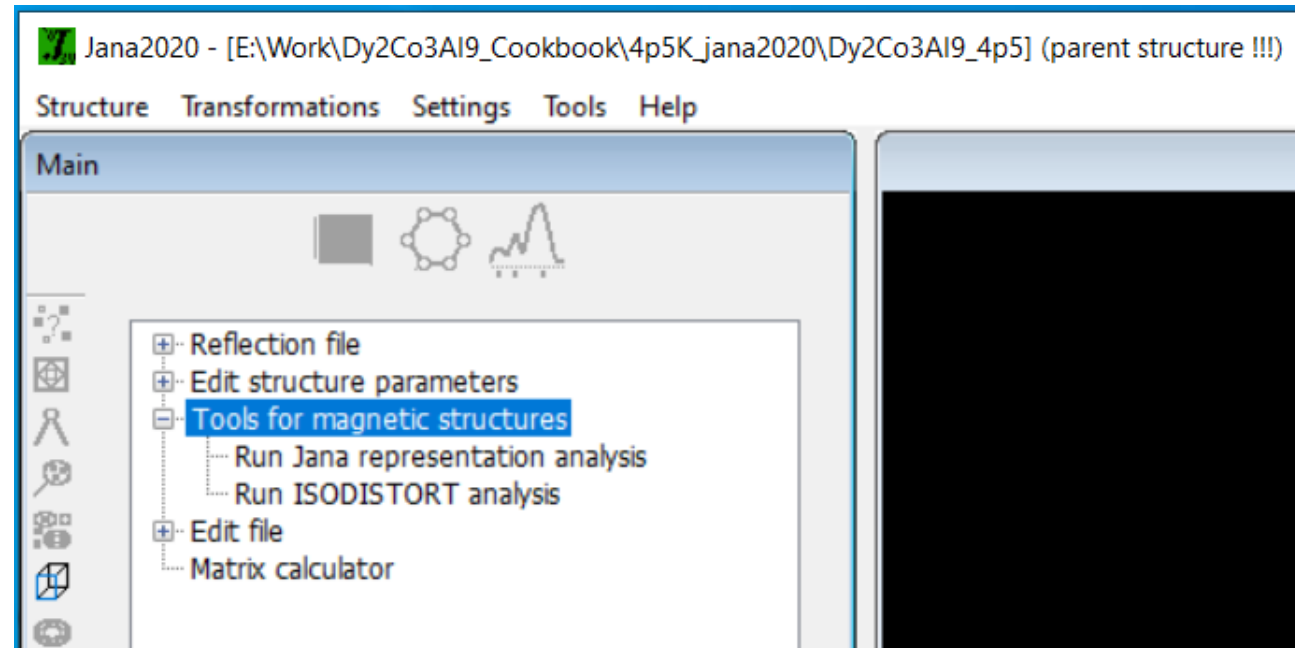 Jana2020 - [E:\Work\Dy2Co3Al9_Cookbook\4p5K_jana2020\Dy2Co3Al9_4p5] (parent structure !!!)
Structure Transformations Settings Tools Help
Main
Reflection file
Edit structure parameters
Tools for magnetic structures
Run Jana representation analysis
Run ISODISTORT analysis
Edit file
Matrix calculator